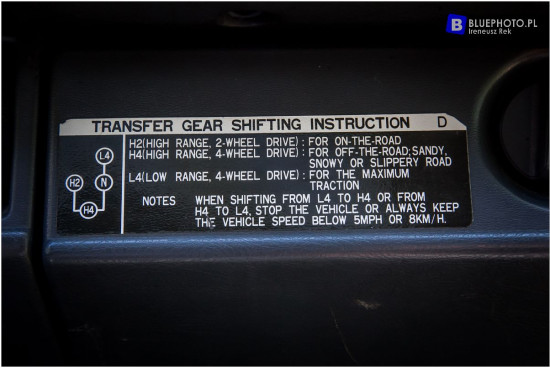 BLUEPHOTO.PL
Ireneusz Rek
TRANSFER GEAR SHIFTING INSTRUCTION D
H2(HIGH RANGE, 2-WHEEL DRIVE) : FOR ON-THE-ROAD
H4(HIGH RANGE, 4-WHEEL DRIVE) : FOR OFF-THE-ROAD; SANDY,
SNOWY OR SLIPPERY ROAD
L4(LOW RANGE, 4-WHEEL DRIVE) : FOR THE MAXIMUM
TRACTION
L4
H2 N
H4
NOTES WHEN SHIFTING FROM L4 TO H4 OR FROM
H4 TO L4, STOP THE VEHICLE OR ALWAYS KEEP
THE VEHICLE SPEED BELOW 5MPH OR 8KM/H.